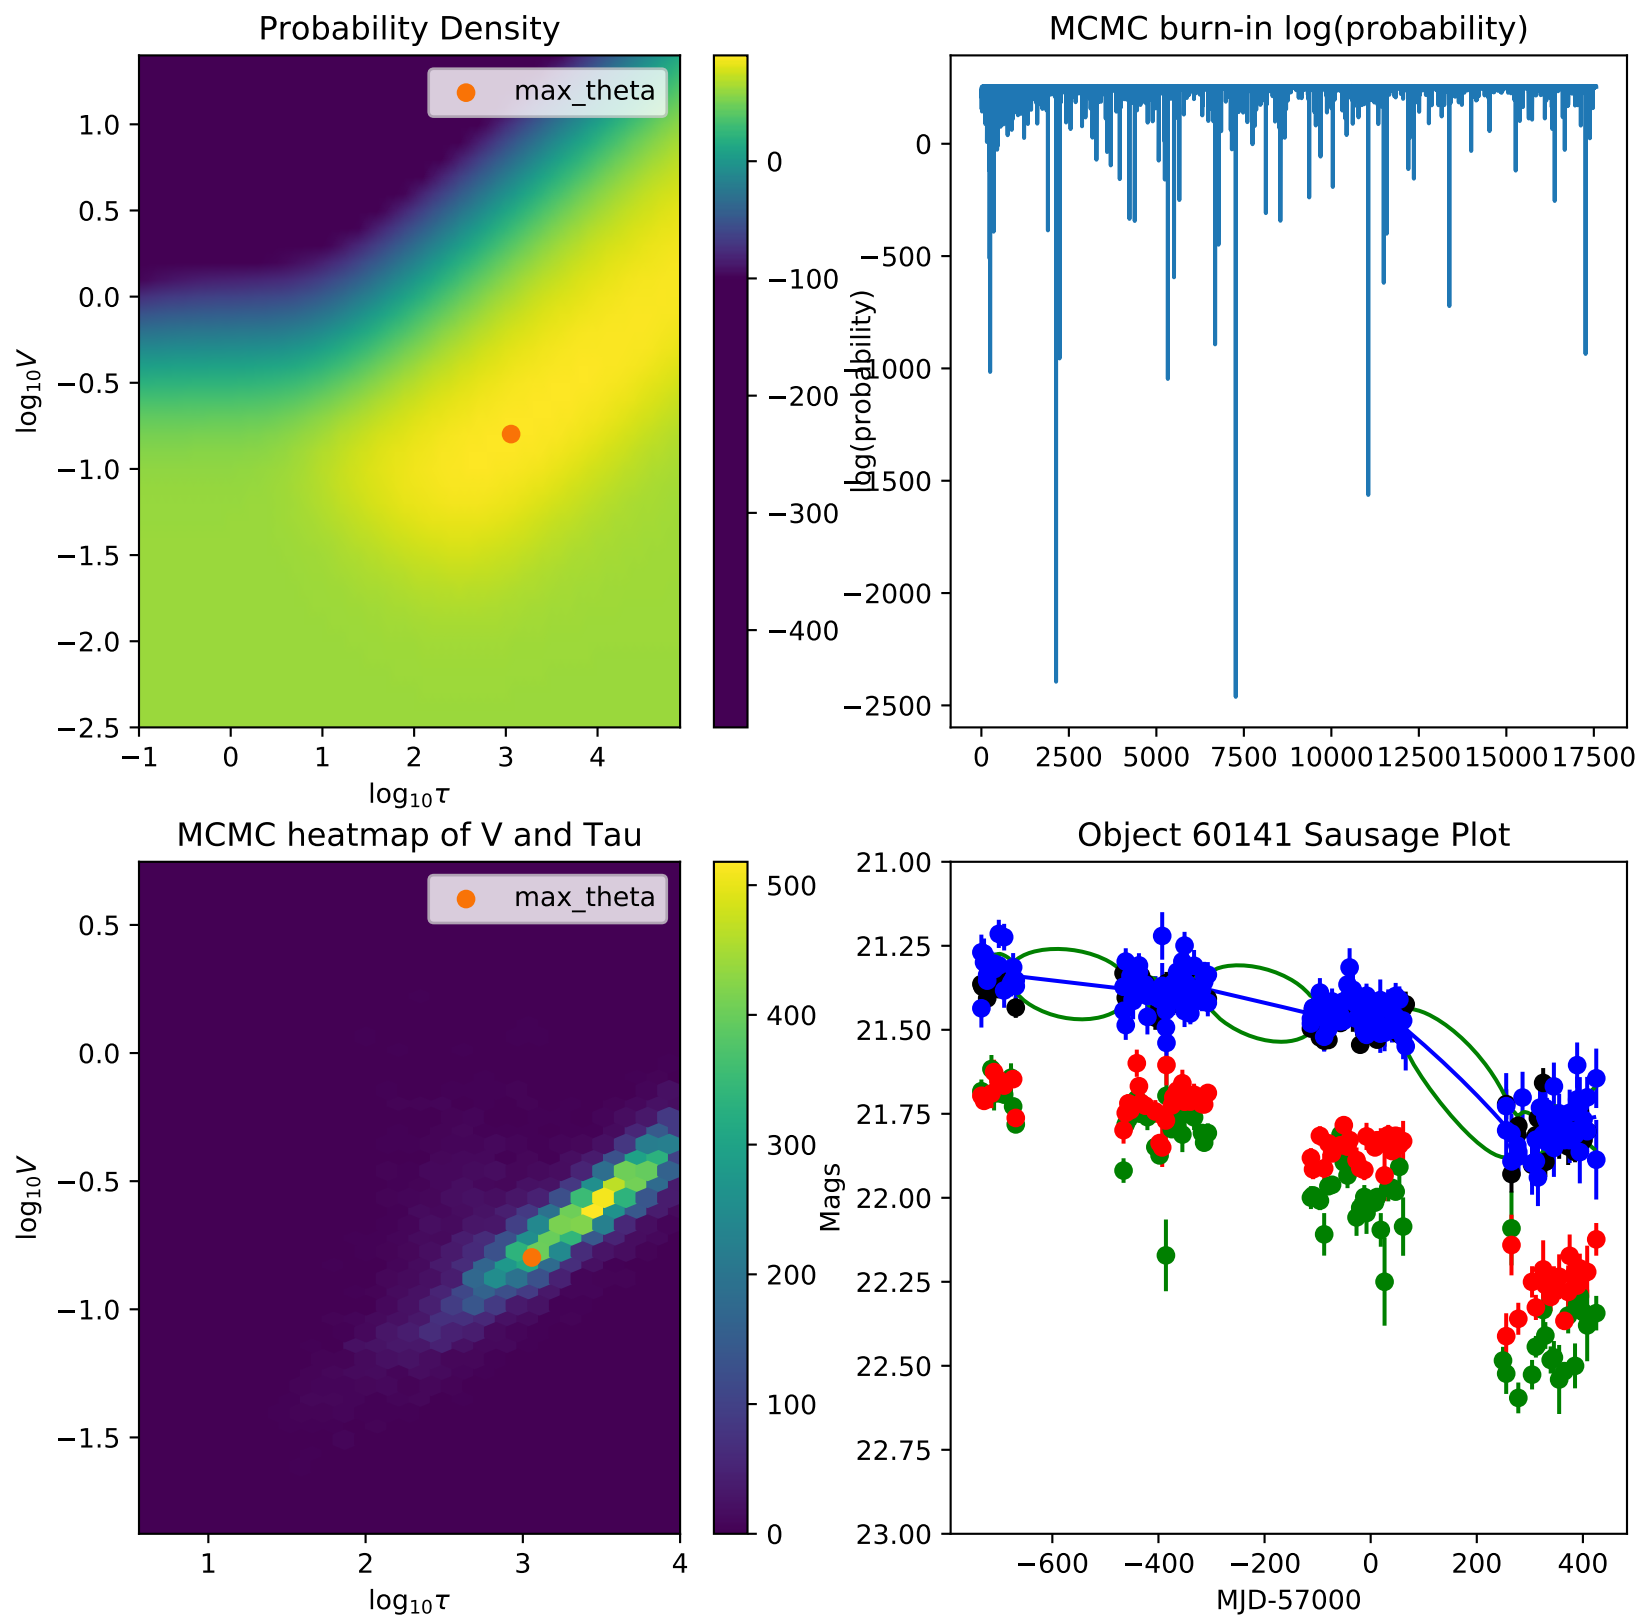 Probability Density
max_theta
1.0
0.5
0.0
−0.5
−1.0
−1.5
−2.0
−2.5
−1 0 1 2 3 4
log₁₀τ
log₁₀V
0
−100
−200
−300
−400
MCMC burn-in log(probability)
0
−500
−1000
−1500
−2000
−2500
0 2500 5000 7500 10000 12500 15000 17500
log(probability)
MCMC heatmap of V and Tau
max_theta
0.5
0.0
−0.5
−1.0
−1.5
1 2 3 4
log₁₀τ
log₁₀V
500
400
300
200
100
0
Object 60141 Sausage Plot
21.00
21.25
21.50
21.75
22.00
22.25
22.50
22.75
23.00
−600 −400 −200 0 200 400
MJD-57000
Mags